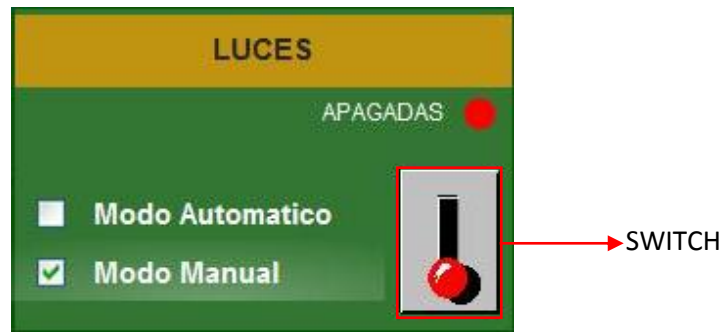 LUCES
APAGADAS
Modo Automatico
Modo Manual
SWITCH